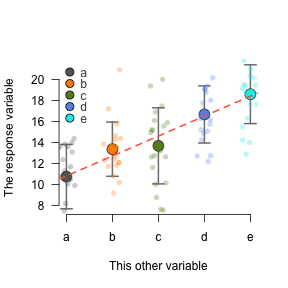 The response variable
20
18
16
14
12
10
8
a
b
c
d
e
a
b
c
d
e
This other variable